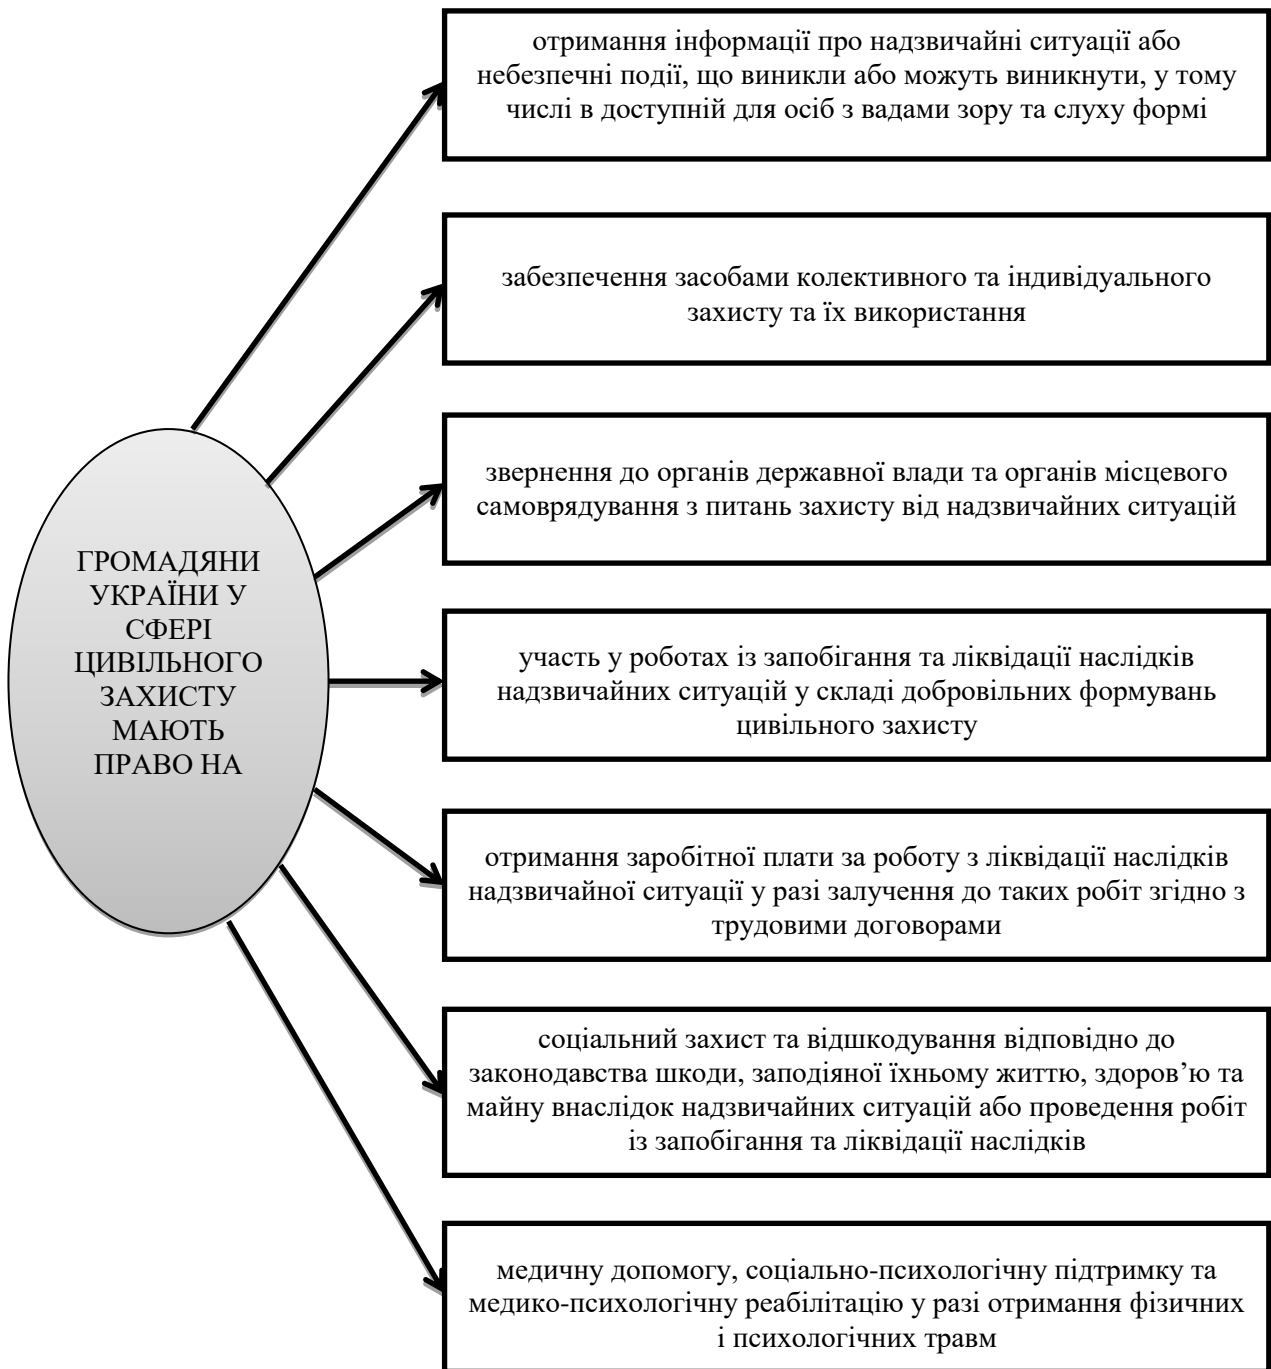 отримання інформації про надзвичайні ситуації або
небезпечні події, що виникли або можуть виникнути, у тому
числі в доступній для осіб з вадами зору та слуху формі
забезпечення засобами колективного та індивідуального
захисту та їх використання
звернення до органів державної влади та органів місцевого
самоврядування з питань захисту від надзвичайних ситуацій
ГРОМАДЯНИ
УКРАЇНИ У
СФЕРІ
ЦИВІЛЬНОГО
ЗАХИСТУ
МАЮТЬ
ПРАВО НА
участь у роботах із запобігання та ліквідації наслідків
надзвичайних ситуацій у складі добровільних формувань
цивільного захисту
отримання заробітної плати за роботу з ліквідації наслідків
надзвичайної ситуації у разі залучення до таких робіт згідно з
трудовими договорами
соціальний захист та відшкодування відповідно до
законодавства шкоди, заподіяної їхньому життю, здоров’ю та
майну внаслідок надзвичайних ситуацій або проведення робіт
із запобігання та ліквідації наслідків
медичну допомогу, соціально-психологічну підтримку та
медико-психологічну реабілітацію у разі отримання фізичних
і психологічних травм